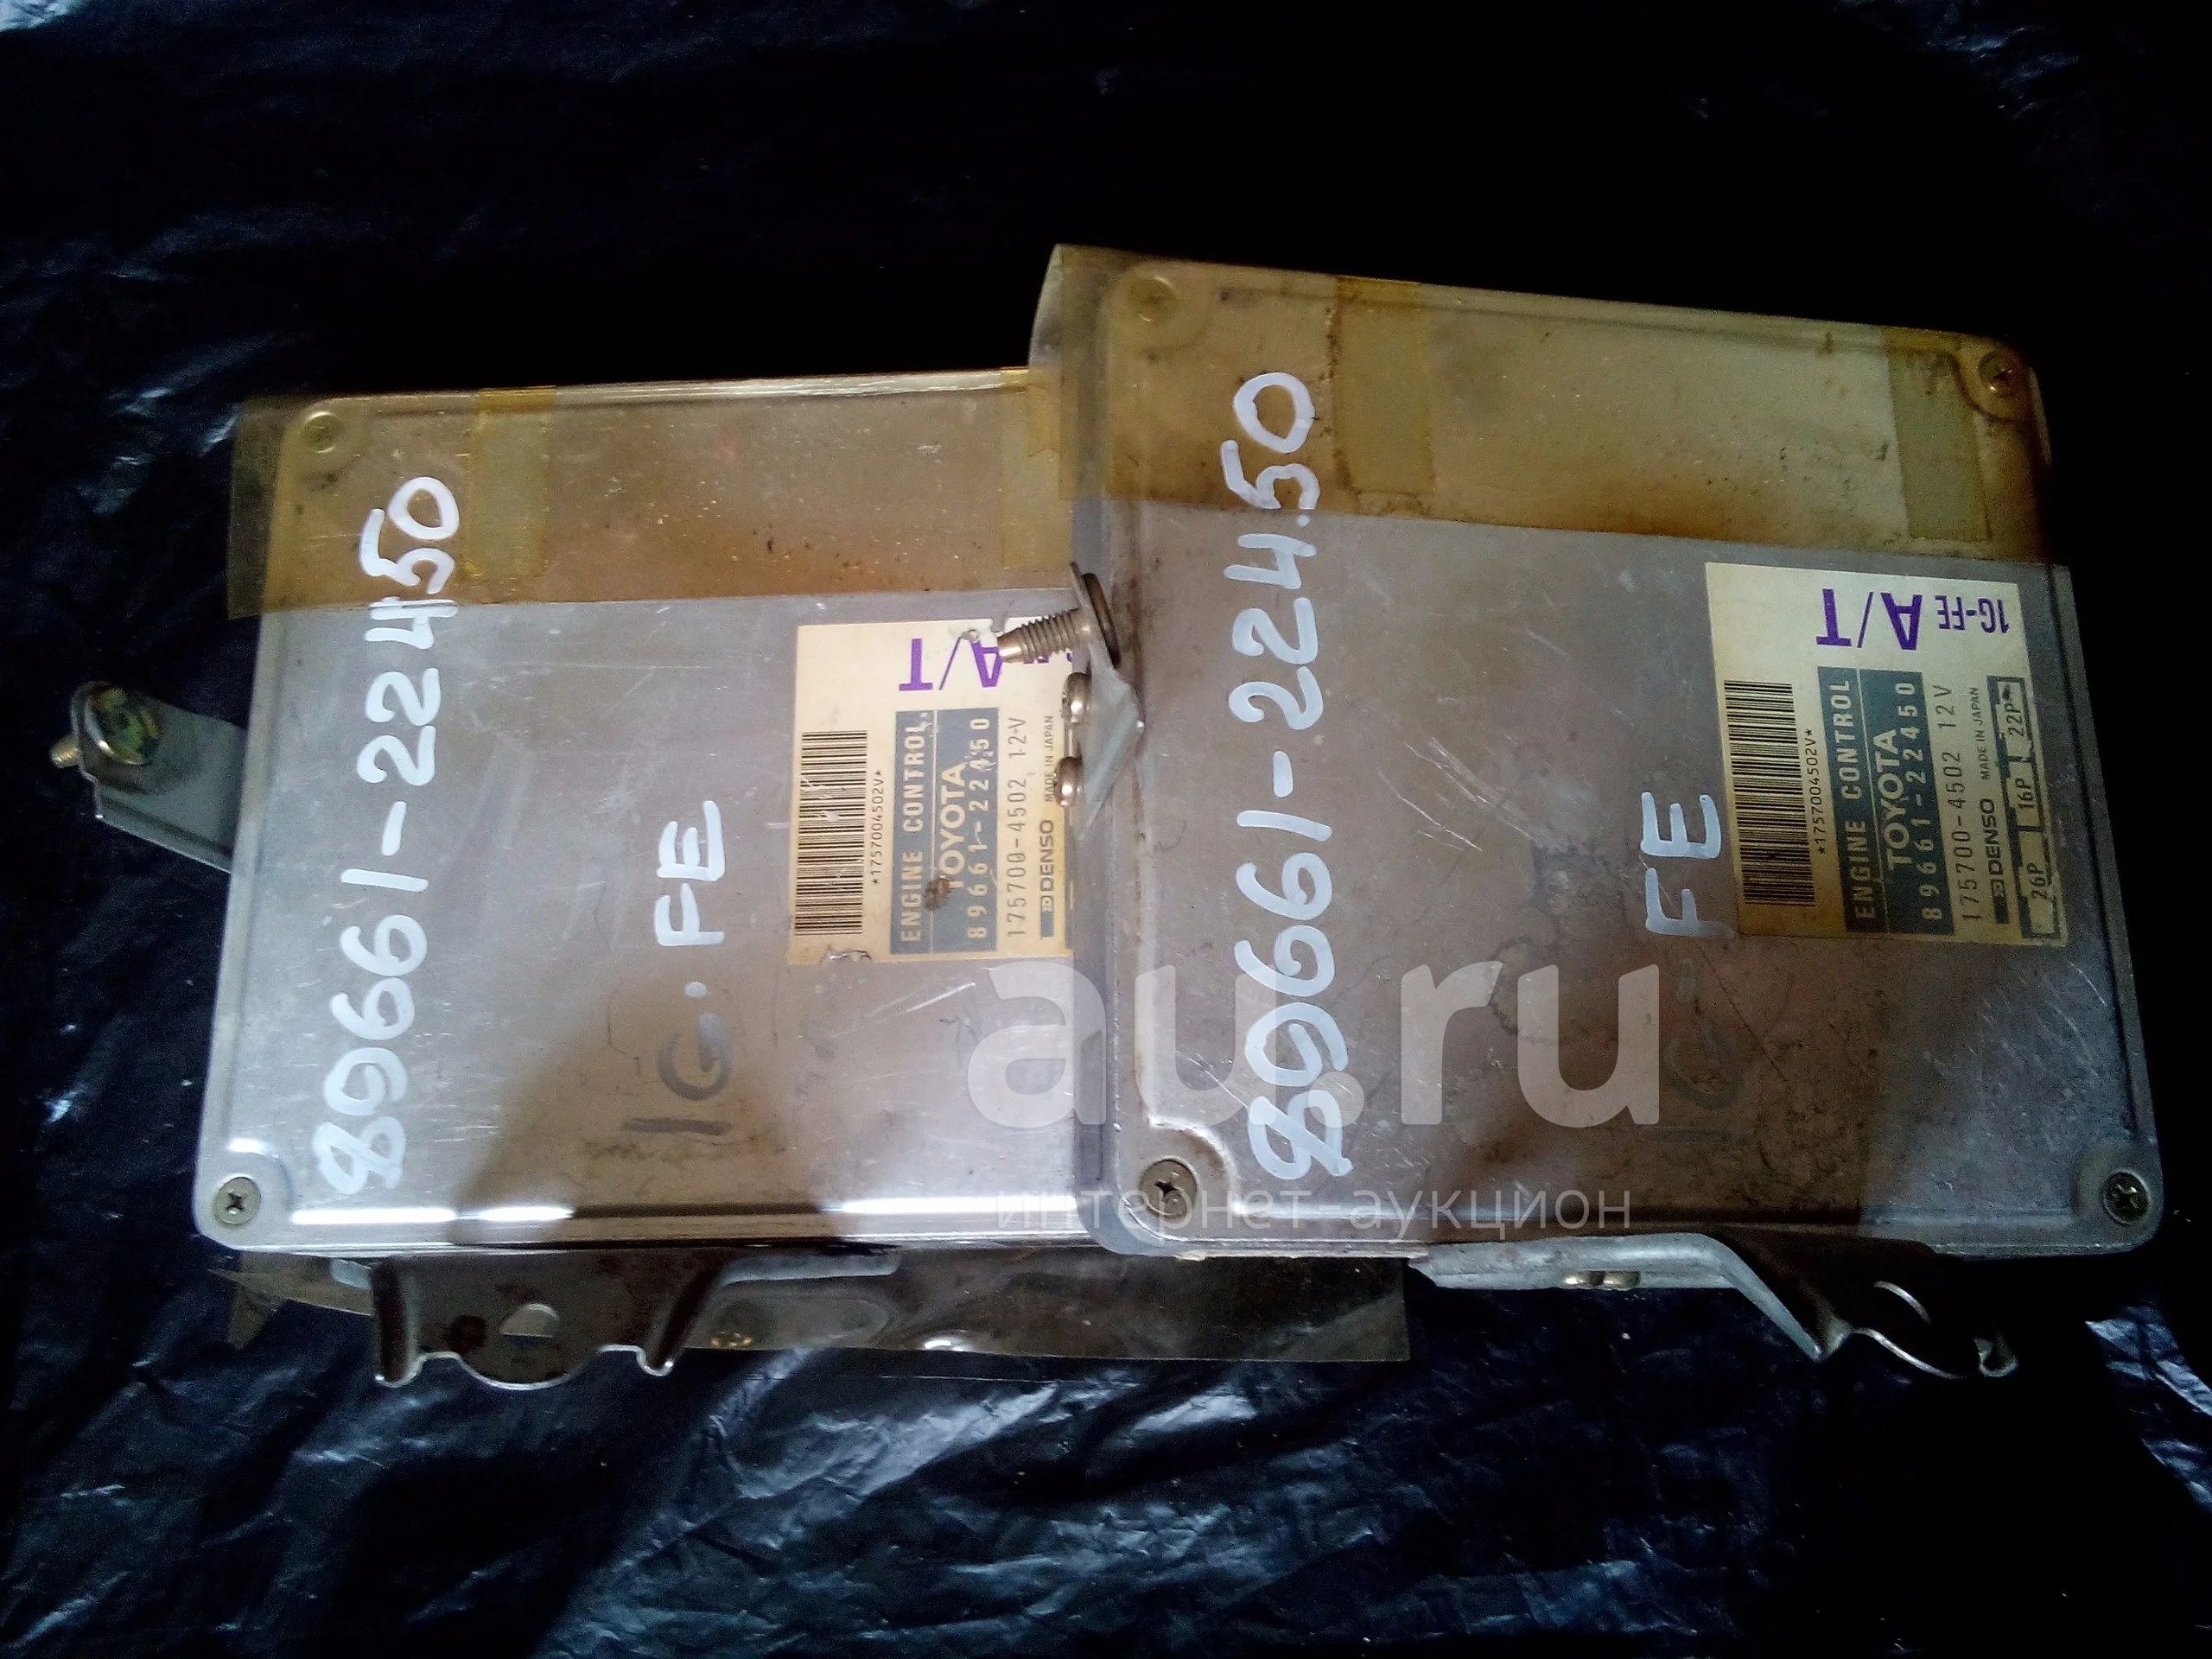 89661-22450
1G.FE
A/T
*1757004502V*
ENGINE CONTROL
TOYOTA
89661-22450
175700-4502 12V
DENSO MADE IN JAPAN
89661-22450
1G-FE
1G-FE A/T
*1757004502V*
ENGINE CONTROL
TOYOTA
89661-22450
175700-4502 12V
DENSO MADE IN JAPAN
26P 16P 22P
au.ru
интернет-аукцион